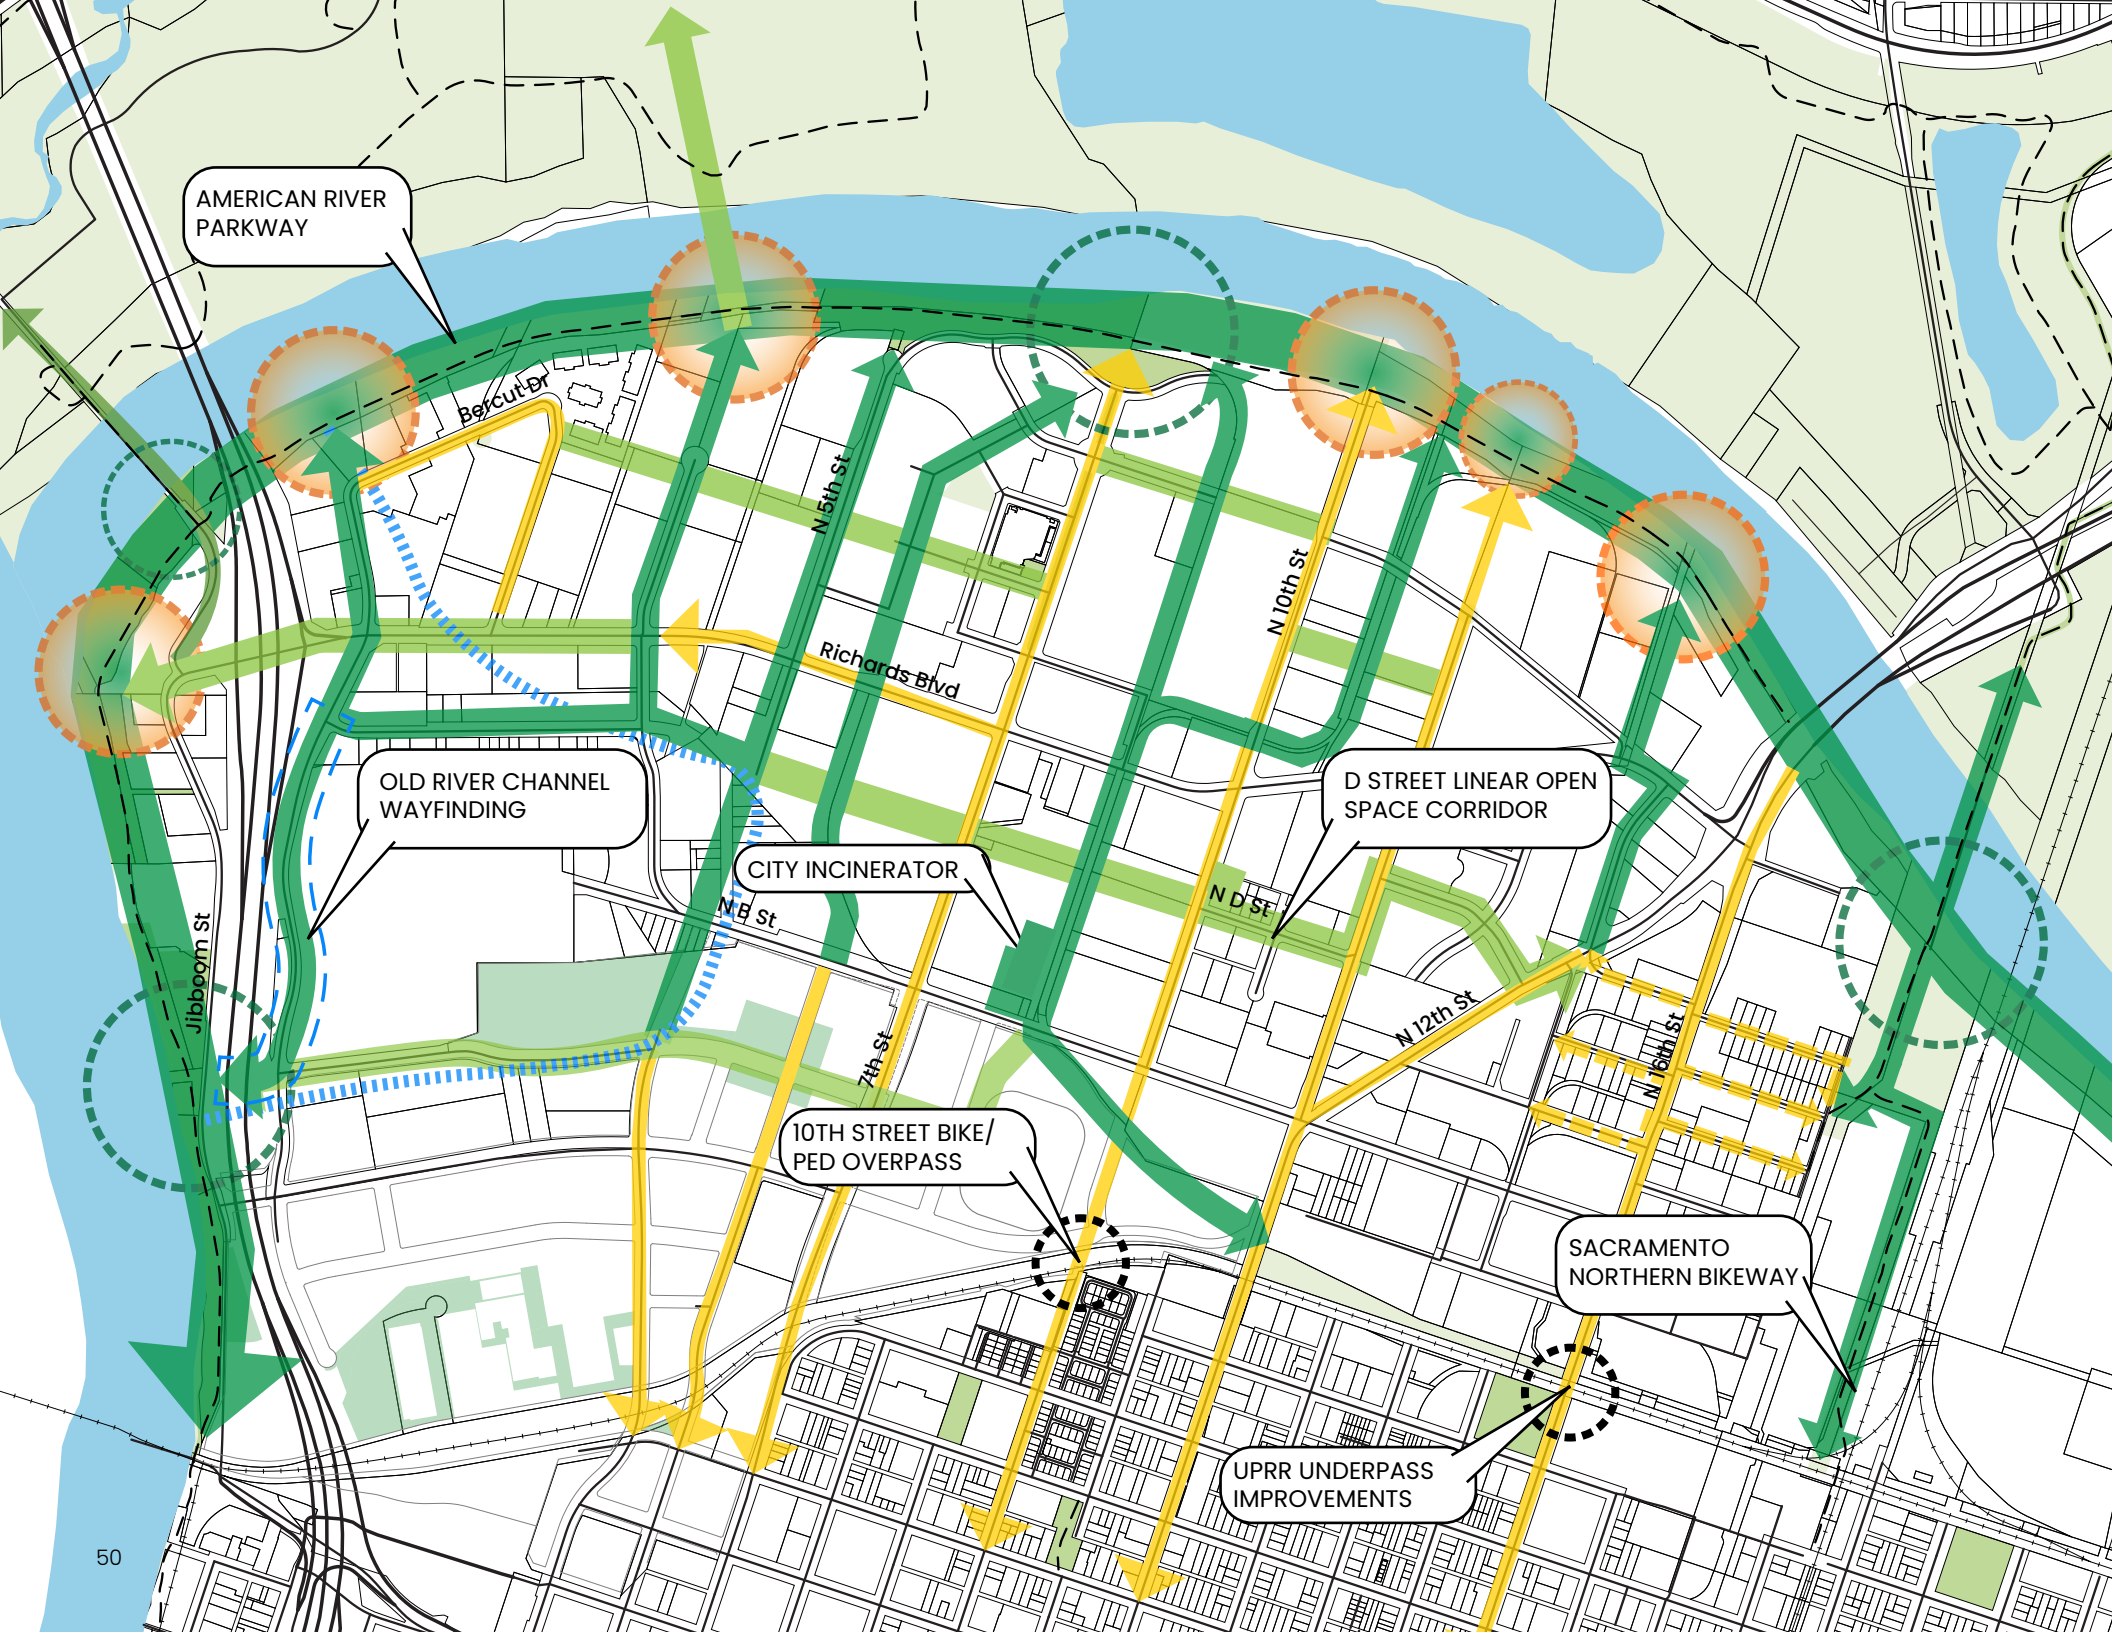 AMERICAN RIVER
PARKWAY
Bercut Dr
N 5th St
N 10th St
Richards Blvd
OLD RIVER CHANNEL
WAYFINDING
D STREET LINEAR OPEN
SPACE CORRIDOR
CITY INCINERATOR
N D St
N B St
Jibboom St
N 12th St
7th St
N 16th St
10TH STREET BIKE/
PED OVERPASS
SACRAMENTO
NORTHERN BIKEWAY
UPRR UNDERPASS
IMPROVEMENTS
50